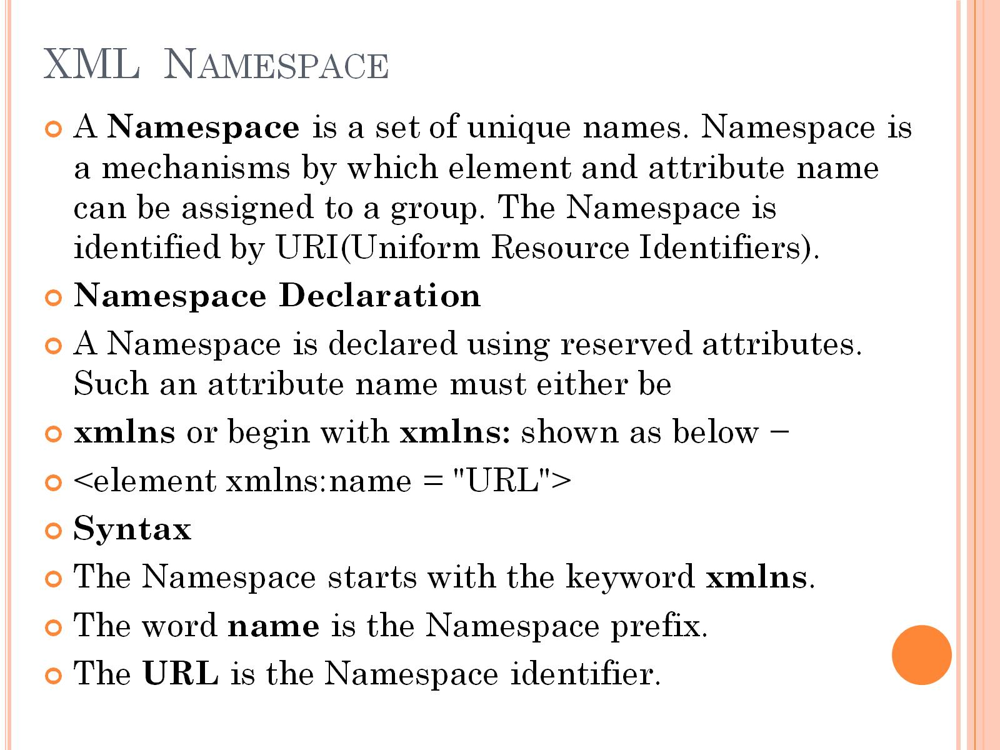 XML NAMESPACE
A Namespace is a set of unique names. Namespace is
a mechanisms by which element and attribute name
can be assigned to a group. The Namespace is
identified by URI(Uniform Resource Identifiers).
Namespace Declaration
A Namespace is declared using reserved attributes.
Such an attribute name must either be
xmlns or begin with xmlns: shown as below −
<element xmlns:name = "URL">
Syntax
The Namespace starts with the keyword xmlns.
The word name is the Namespace prefix.
The URL is the Namespace identifier.